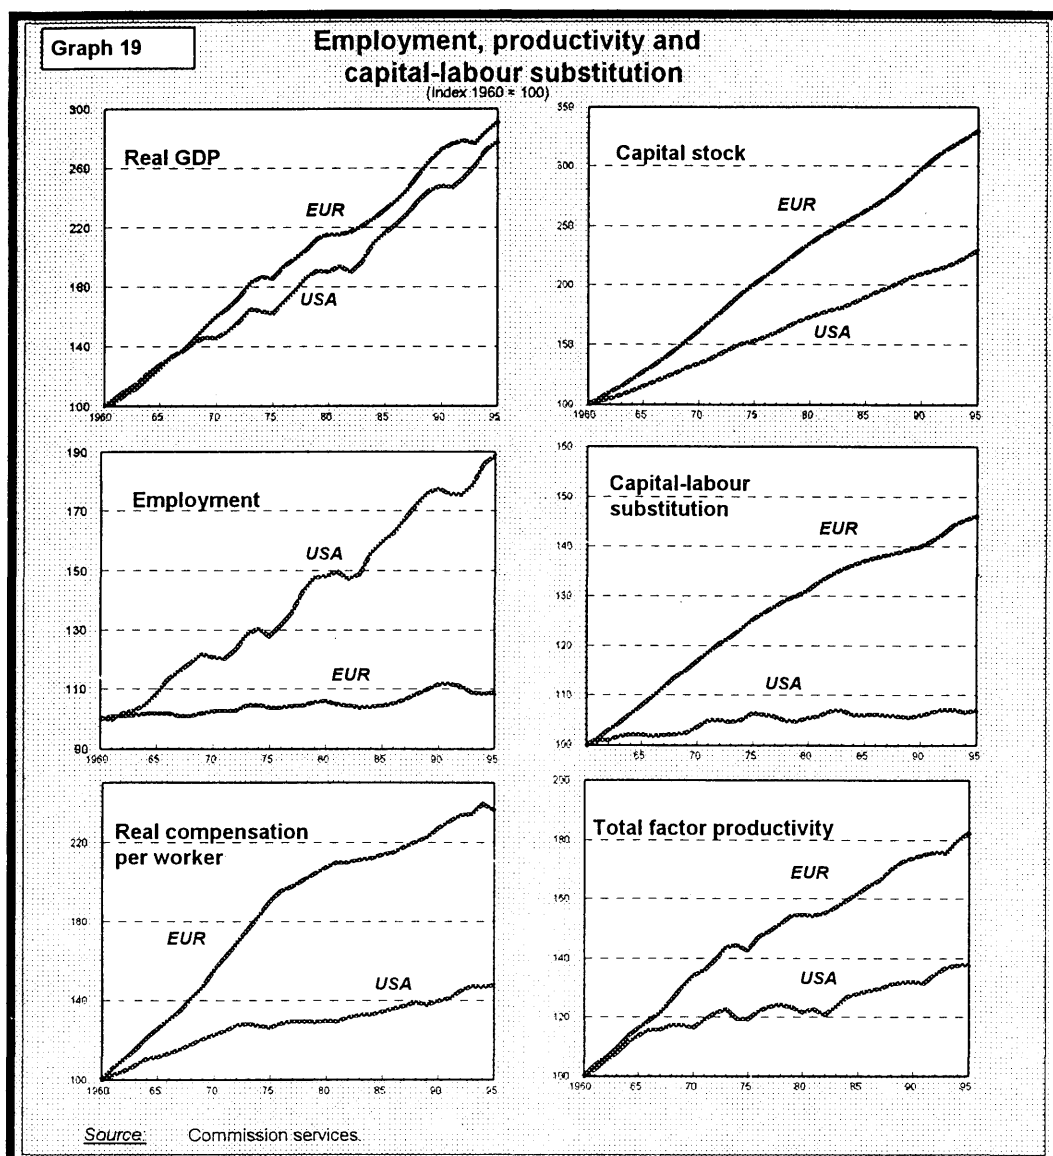 Graph 19
Employment, productivity and
capital-labour substitution
(Index 1960 = 100)
Real GDP
300
260
220
180
140
100
EUR
USA
1960 65 70 75 80 85 90 95
Capital stock
350
300
250
200
150
100
EUR
USA
1960 65 70 75 80 85 90 95
Employment
190
170
150
130
110
90
USA
EUR
1960 65 70 75 80 85 90 95
Capital-labour
substitution
160
150
140
130
120
110
100
EUR
USA
65 70 75 80 85 90 95
Real compensation
per worker
220
180
140
100
EUR
USA
1960 65 70 75 80 85 90 95
Total factor productivity
200
180
160
140
120
100
EUR
USA
1960 65 70 75 80 85 90 95
Source: Commission services.